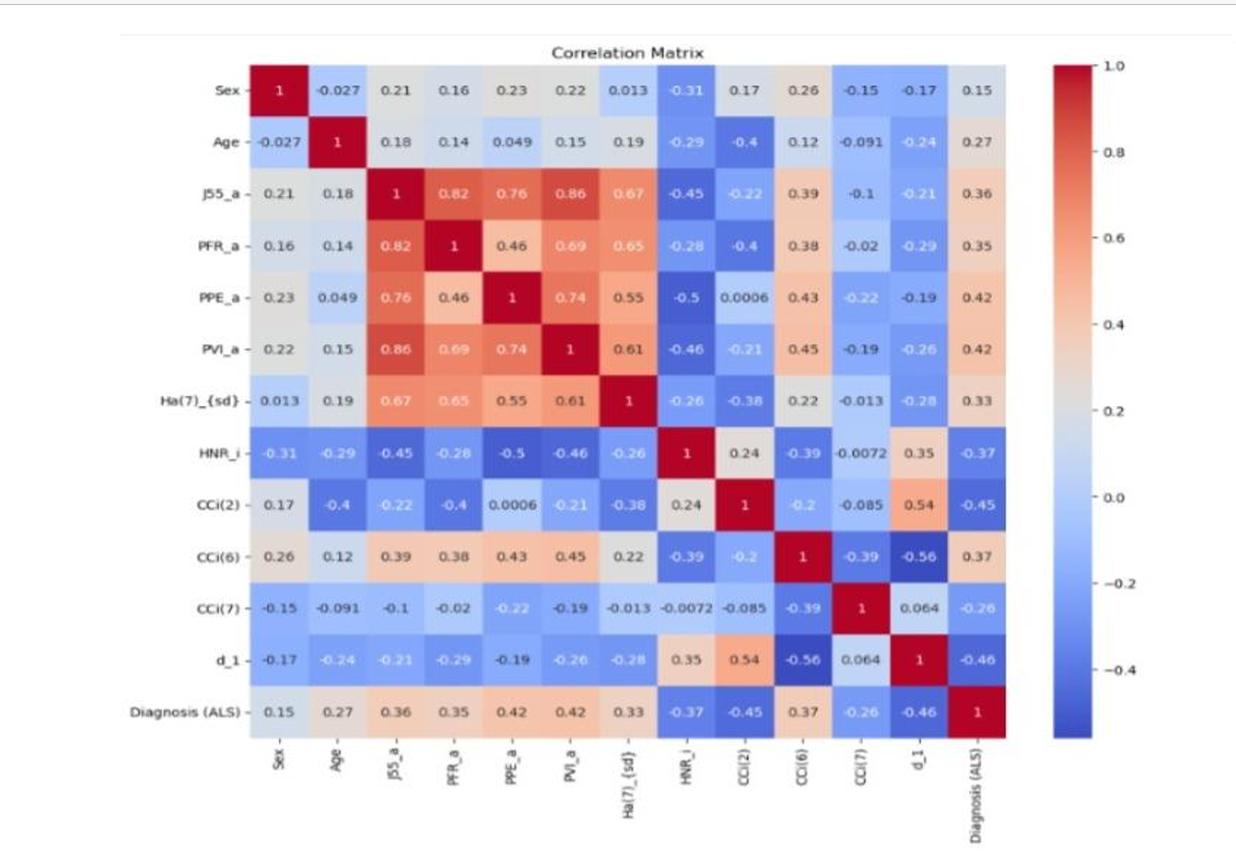 Correlation Matrix
Sex 1 -0.027 0.21 0.16 0.23 0.22 0.013 -0.31 0.17 0.26 -0.15 -0.17 0.15
Age -0.027 1 0.18 0.14 0.049 0.15 0.19 -0.29 -0.4 0.12 -0.091 -0.24 0.27
J55_a 0.21 0.18 1 0.82 0.76 0.86 0.67 -0.45 -0.22 0.39 -0.1 -0.21 0.36
PFR_a 0.16 0.14 0.82 1 0.46 0.69 0.65 -0.28 -0.4 0.38 -0.02 -0.29 0.35
PPE_a 0.23 0.049 0.76 0.46 1 0.74 0.55 -0.5 0.0006 0.43 -0.22 -0.19 0.42
PVI_a 0.22 0.15 0.86 0.69 0.74 1 0.61 -0.46 -0.21 0.45 -0.19 -0.26 0.42
Ha(7)_{sd} 0.013 0.19 0.67 0.65 0.55 0.61 1 -0.26 -0.38 0.22 -0.013 -0.28 0.33
HNR_i -0.31 -0.29 -0.45 -0.28 -0.5 -0.46 -0.26 1 0.24 -0.39 -0.0072 0.35 -0.37
CCi(2) 0.17 -0.4 -0.22 -0.4 0.0006 -0.21 -0.38 0.24 1 -0.2 -0.085 0.54 -0.45
CCi(6) 0.26 0.12 0.39 0.38 0.43 0.45 0.22 -0.39 -0.2 1 -0.39 -0.56 0.37
CCi(7) -0.15 -0.091 -0.1 -0.02 -0.22 -0.19 -0.013 -0.0072 -0.085 -0.39 1 0.064 -0.26
d_1 -0.17 -0.24 -0.21 -0.29 -0.19 -0.26 -0.28 0.35 0.54 -0.56 0.064 1 -0.46
Diagnosis (ALS) 0.15 0.27 0.36 0.35 0.42 0.42 0.33 -0.37 -0.45 0.37 -0.26 -0.46 1
Sex Age J55_a PFR_a PPE_a PVI_a Ha(7)_{sd} HNR_i CCi(2) CCi(6) CCi(7) d_1 Diagnosis (ALS)
1.0
0.8
0.6
0.4
0.2
0.0
−0.2
−0.4